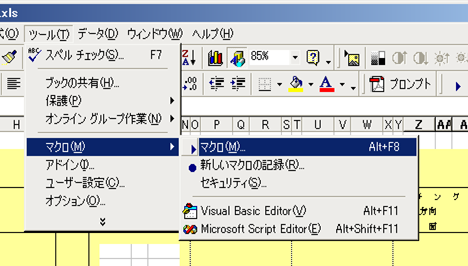 .xls
式(O) ツール(T) データ(D) ウィンドウ(W) ヘルプ(H)
ABC スペル チェック(S)... F7
85%
ブックの共有(H)...
保護(P)
オンライン グループ作業(N)
プロンプト
H N O P Q R S T U V W X Y Z AA A
マクロ(M)
アドイン(I)...
ユーザー設定(C)...
オプション(O)...
マクロ(M)... Alt+F8
新しいマクロの記録(R)...
セキュリティ(S)...
Visual Basic Editor(V) Alt+F11
Microsoft Script Editor(E) Alt+Shift+F11
チ ン グ
方向
面